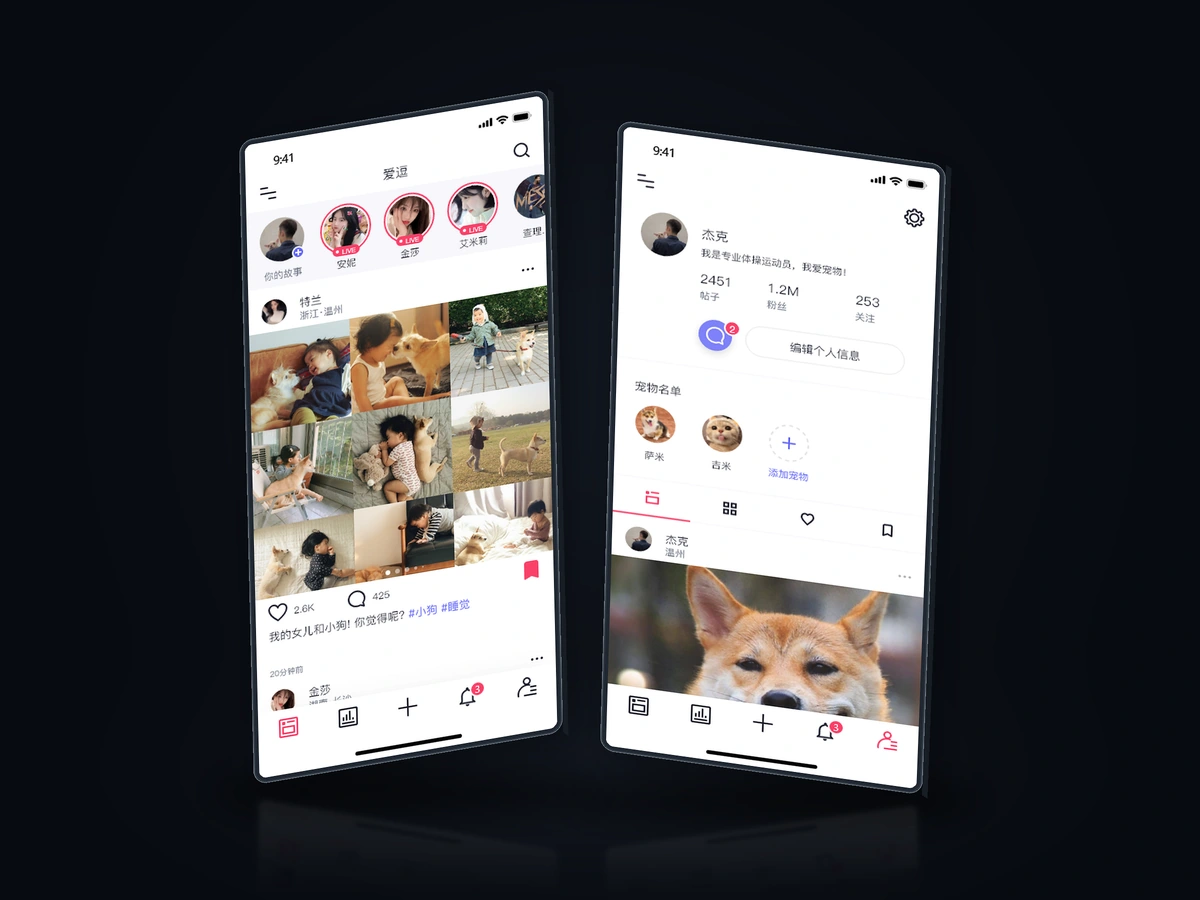 9:41
爱逗
你的故事
LIVE
安妮
LIVE
金莎
LIVE
艾米莉
查理.
特兰
浙江·温州
2.6K
425
我的女儿和小狗! 你觉得呢? #小狗 #睡觉
20分钟前
金莎
3
9:41
杰克
我是专业体操运动员，我爱宠物!
2451
1.2M
253
帖子
粉丝
关注
2
编辑个人信息
宠物名单
萨米
吉米
添加宠物
杰克
温州
3